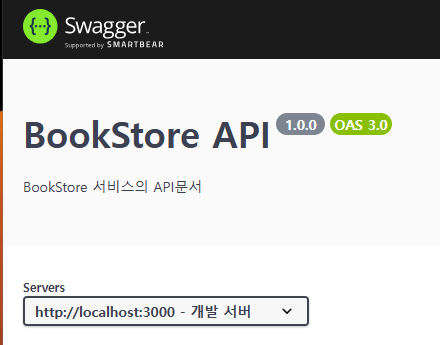 Swagger
Supported by SMARTBEAR
BookStore API 1.0.0 OAS 3.0
BookStore 서비스의 API문서
Servers
http://localhost:3000 - 개발 서버